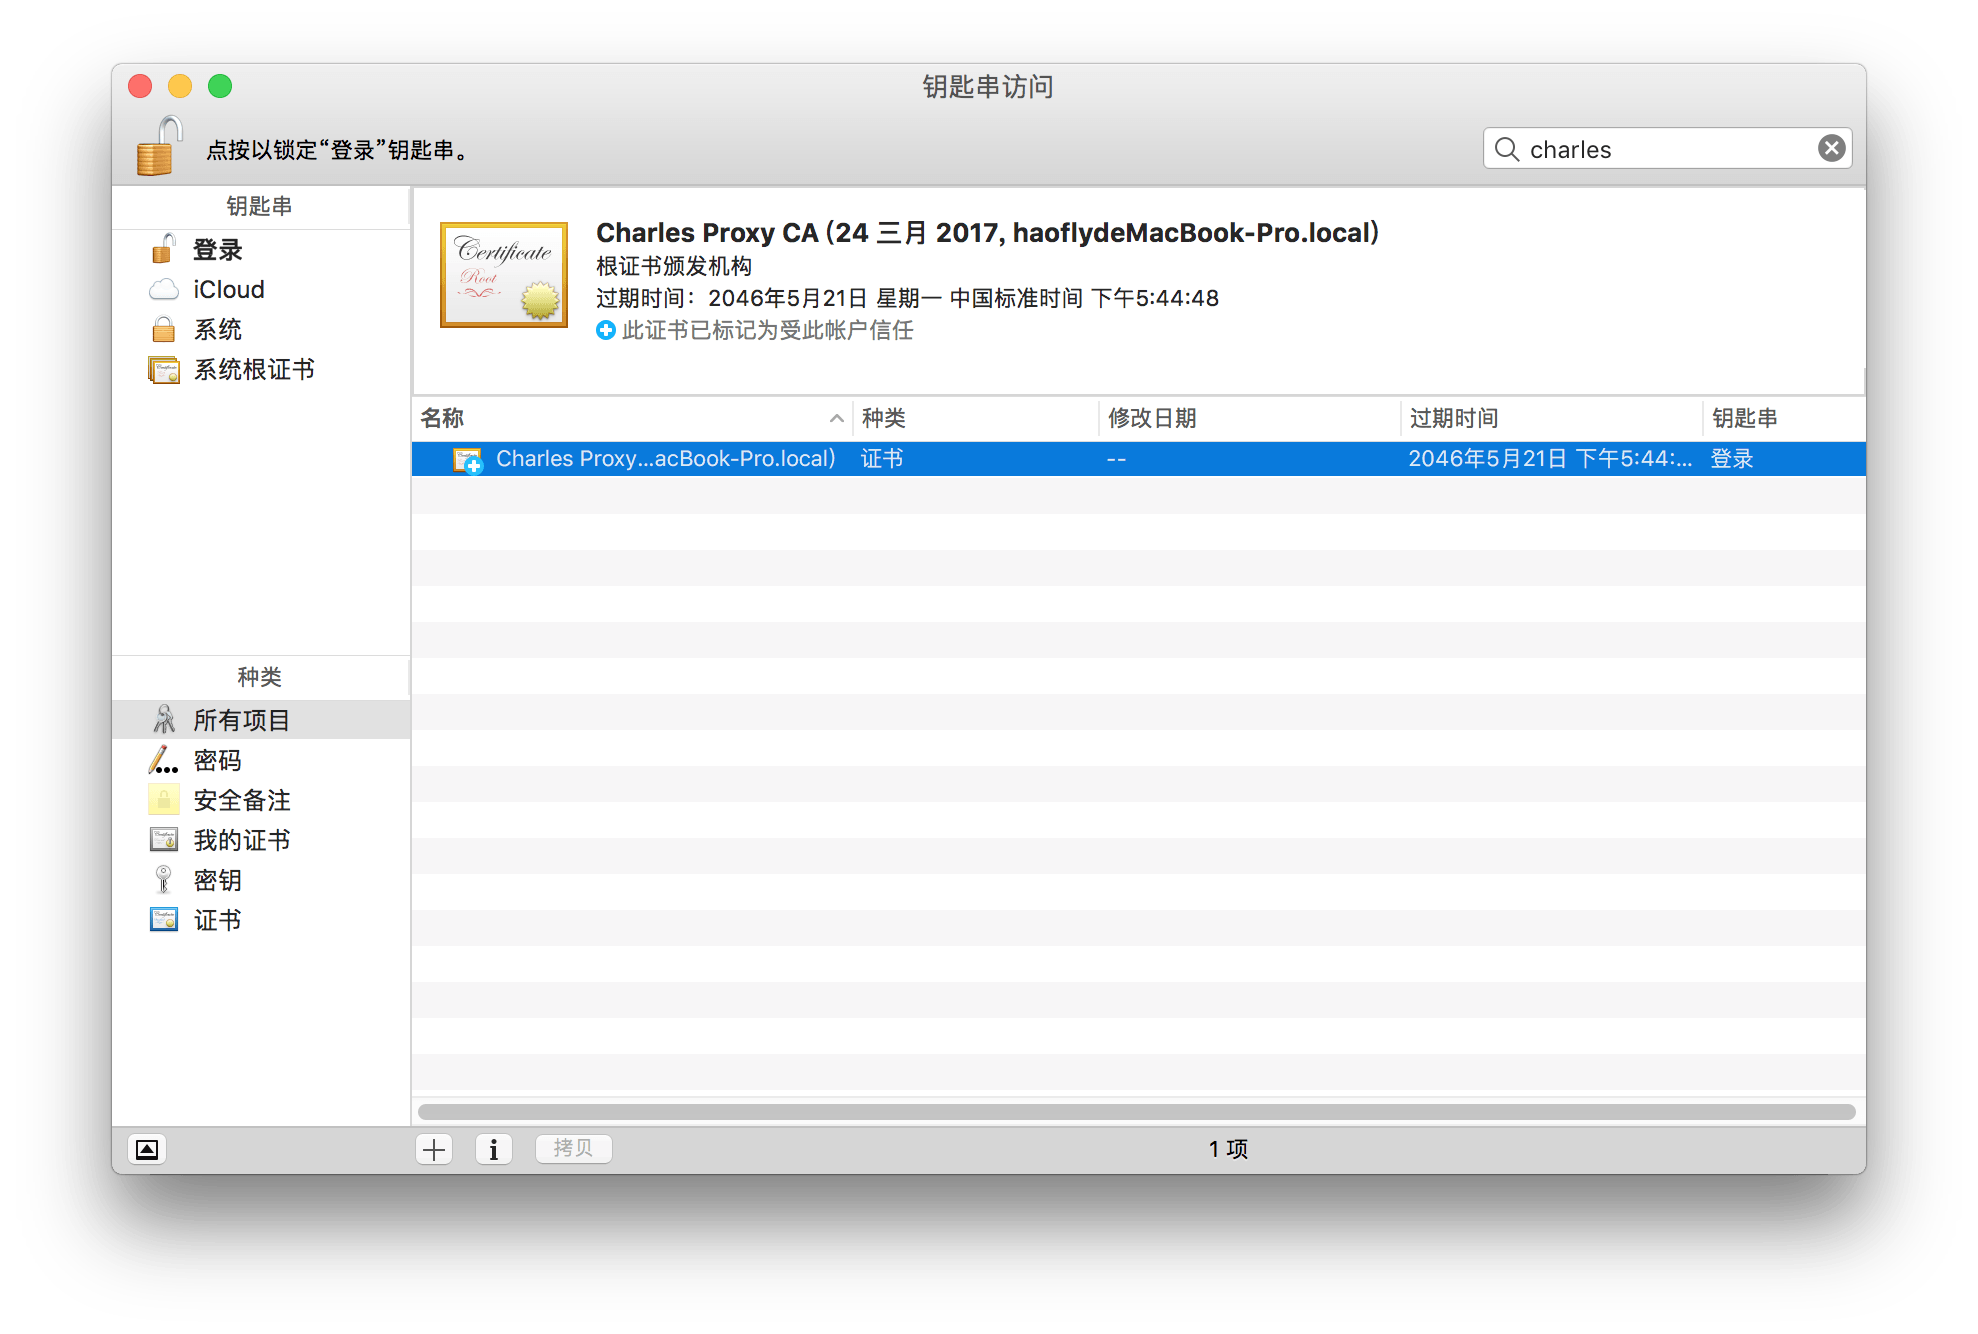 钥匙串访问
点按以锁定“登录”钥匙串。
charles
钥匙串
登录
iCloud
系统
系统根证书
种类
所有项目
密码
安全备注
我的证书
密钥
证书
Certificate
Root
Charles Proxy CA (24 三月 2017, haoflydeMacBook-Pro.local)
根证书颁发机构
过期时间：2046年5月21日 星期一 中国标准时间 下午5:44:48
此证书已标记为受此帐户信任
名称 种类 修改日期 过期时间 钥匙串
Charles Proxy...acBook-Pro.local) 证书 -- 2046年5月21日 下午5:44:... 登录
拷贝
1 项